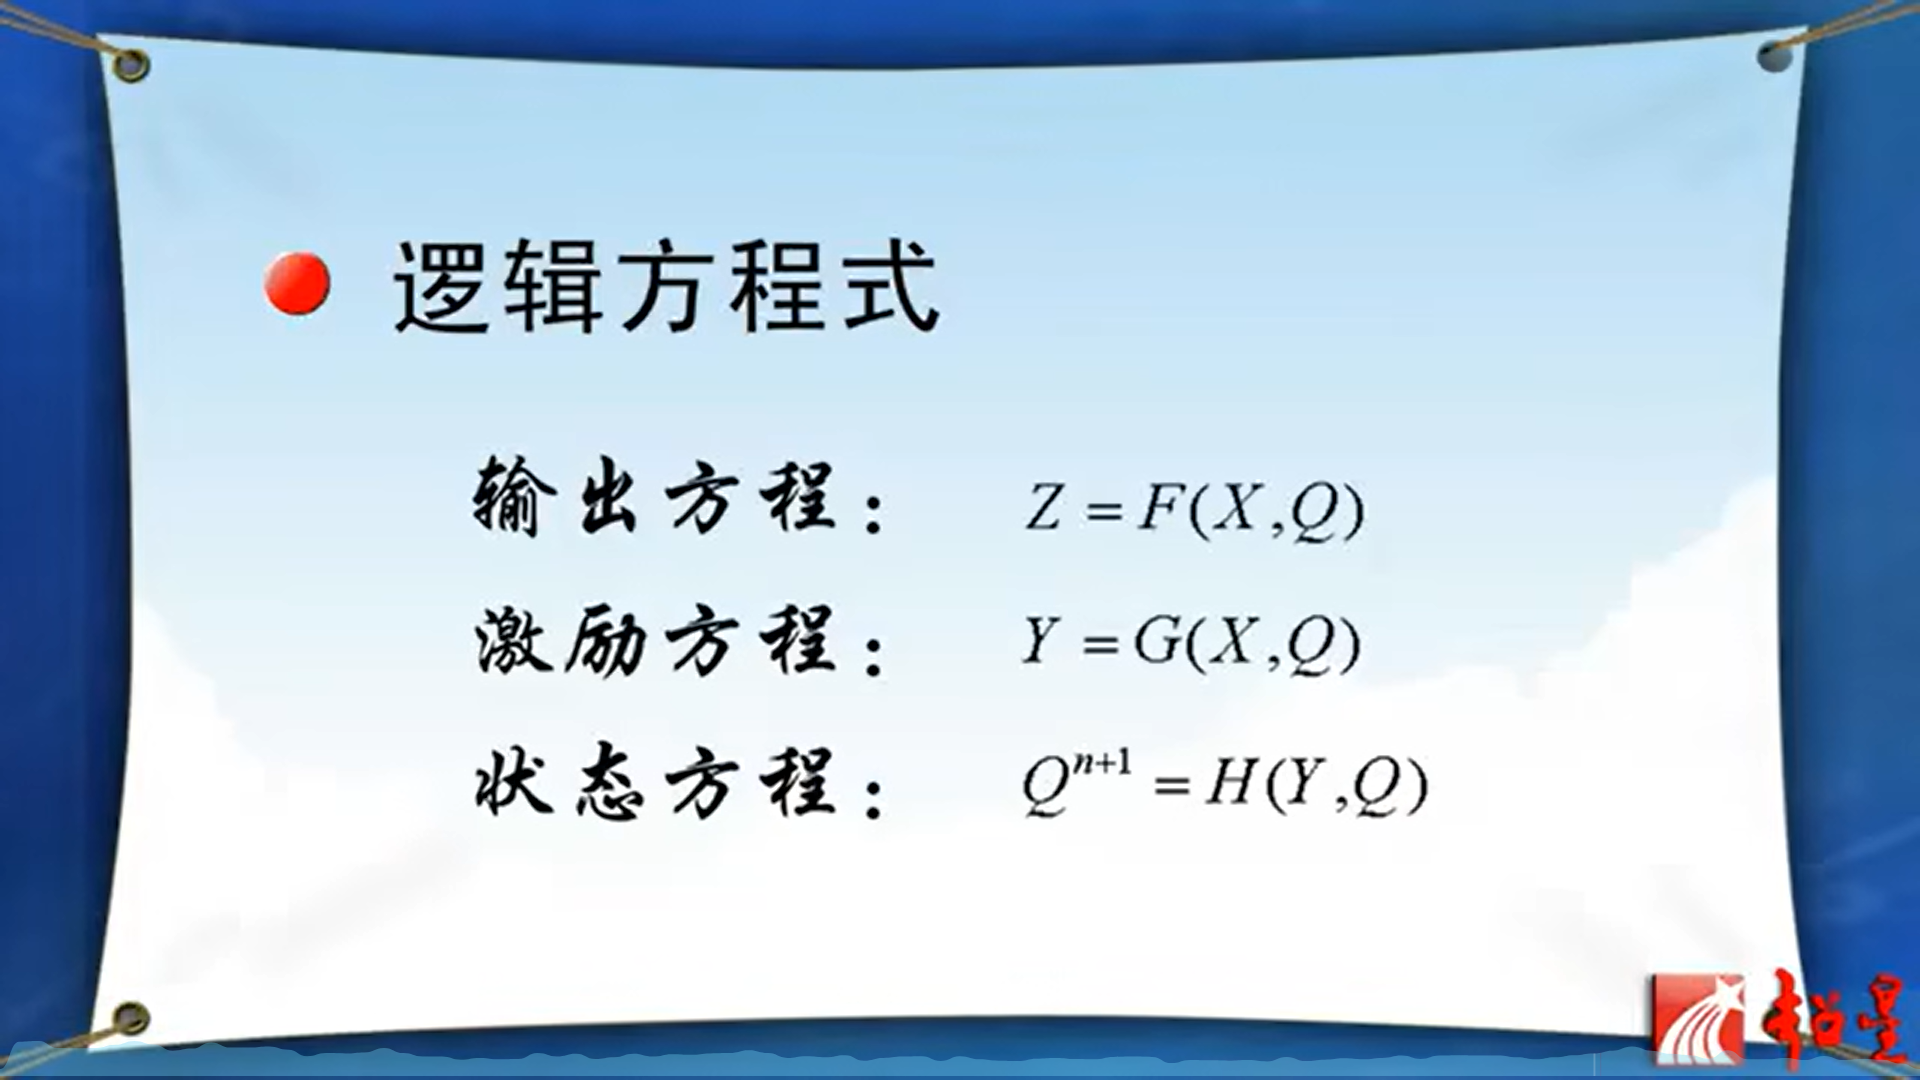 逻辑方程式
输出方程： Z = F(X,Q)
激励方程： Y = G(X,Q)
状态方程： Qⁿ⁺¹ = H(Y,Q)
超星